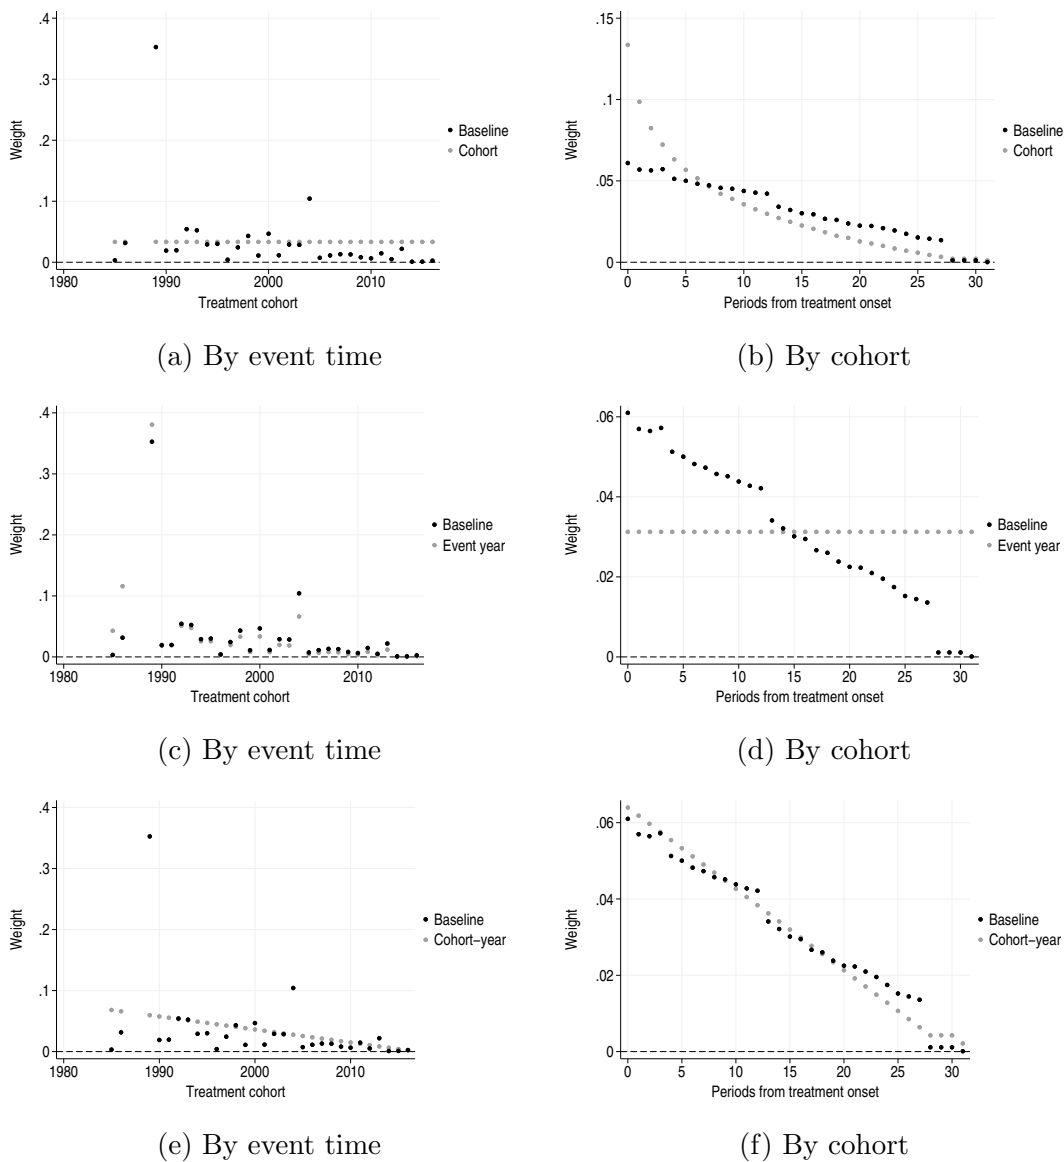 .4
.3
.2
.1
0
Weight
1980
1990
2000
2010
Treatment cohort
Baseline
Cohort
(a) By event time
.15
.1
.05
0
Weight
0
5
10
15
20
25
30
Periods from treatment onset
Baseline
Cohort
(b) By cohort
.4
.3
.2
.1
0
Weight
1980
1990
2000
2010
Treatment cohort
Baseline
Event year
(c) By event time
.06
.04
.02
0
Weight
0
5
10
15
20
25
30
Periods from treatment onset
Baseline
Event year
(d) By cohort
.4
.3
.2
.1
0
Weight
1980
1990
2000
2010
Treatment cohort
Baseline
Cohort−year
(e) By event time
.06
.04
.02
0
Weight
0
5
10
15
20
25
30
Periods from treatment onset
Baseline
Cohort−year
(f) By cohort